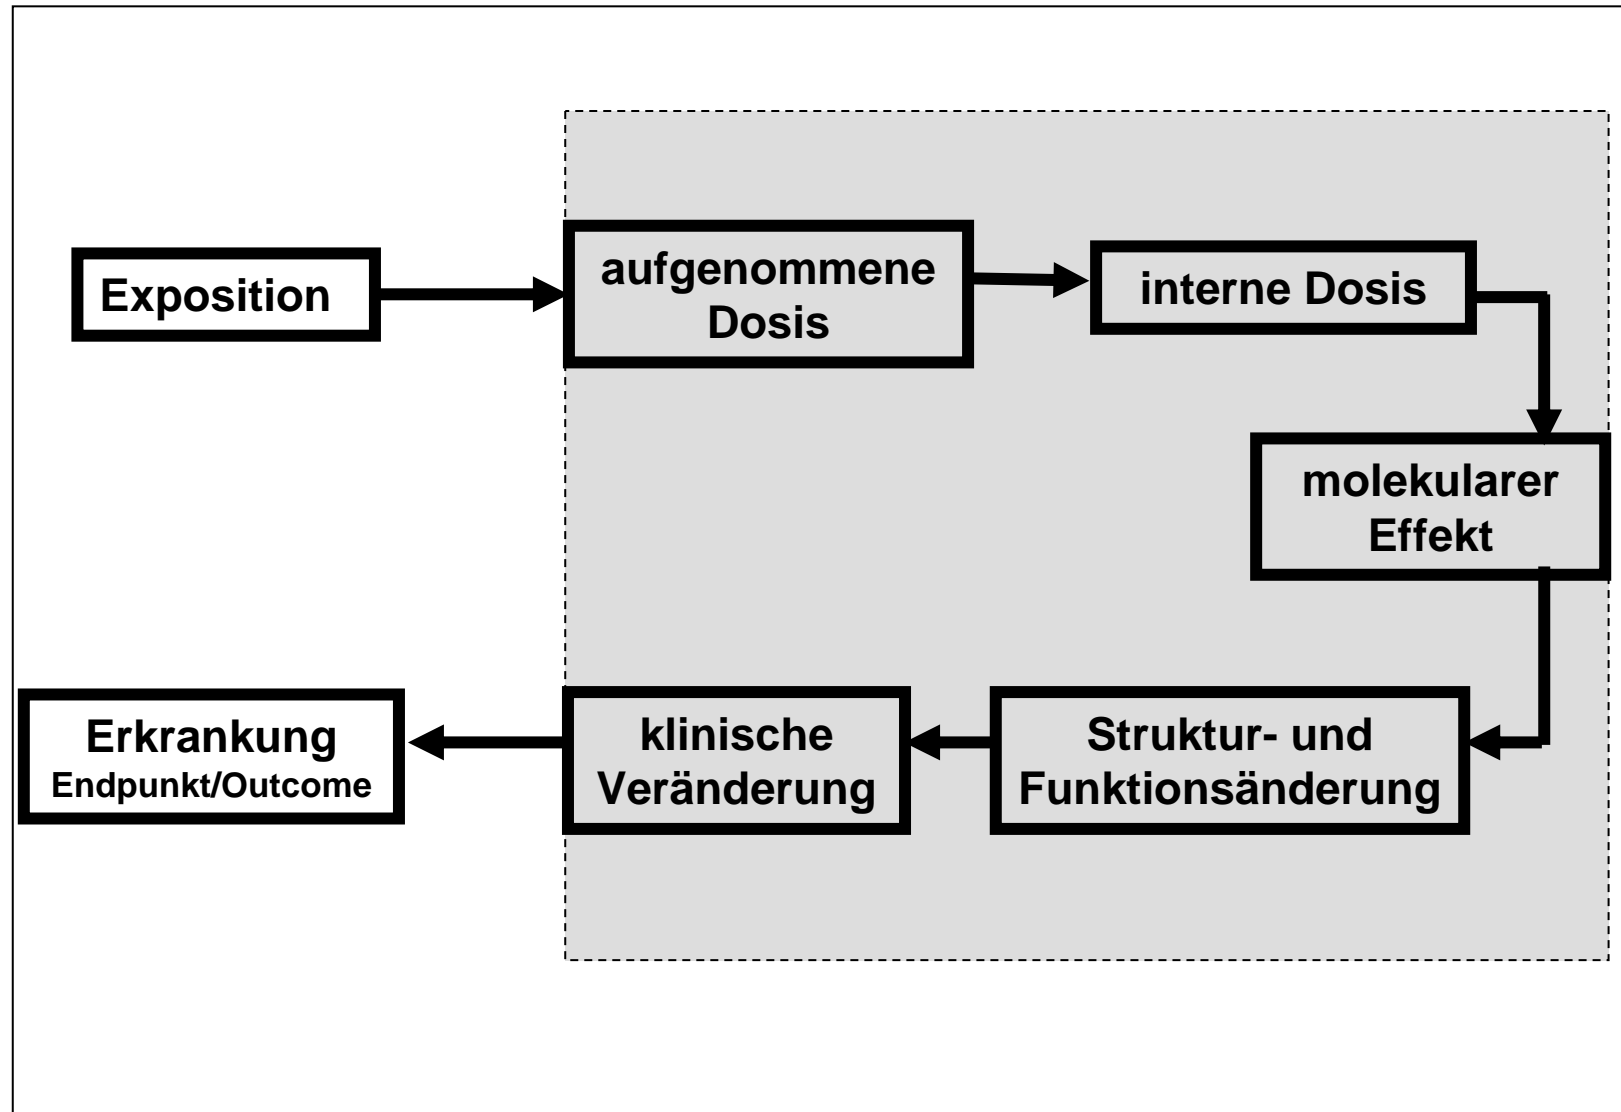 Exposition
aufgenommene
Dosis
interne Dosis
molekularer
Effekt
Struktur- und
Funktionsänderung
klinische
Veränderung
Erkrankung
Endpunkt/Outcome